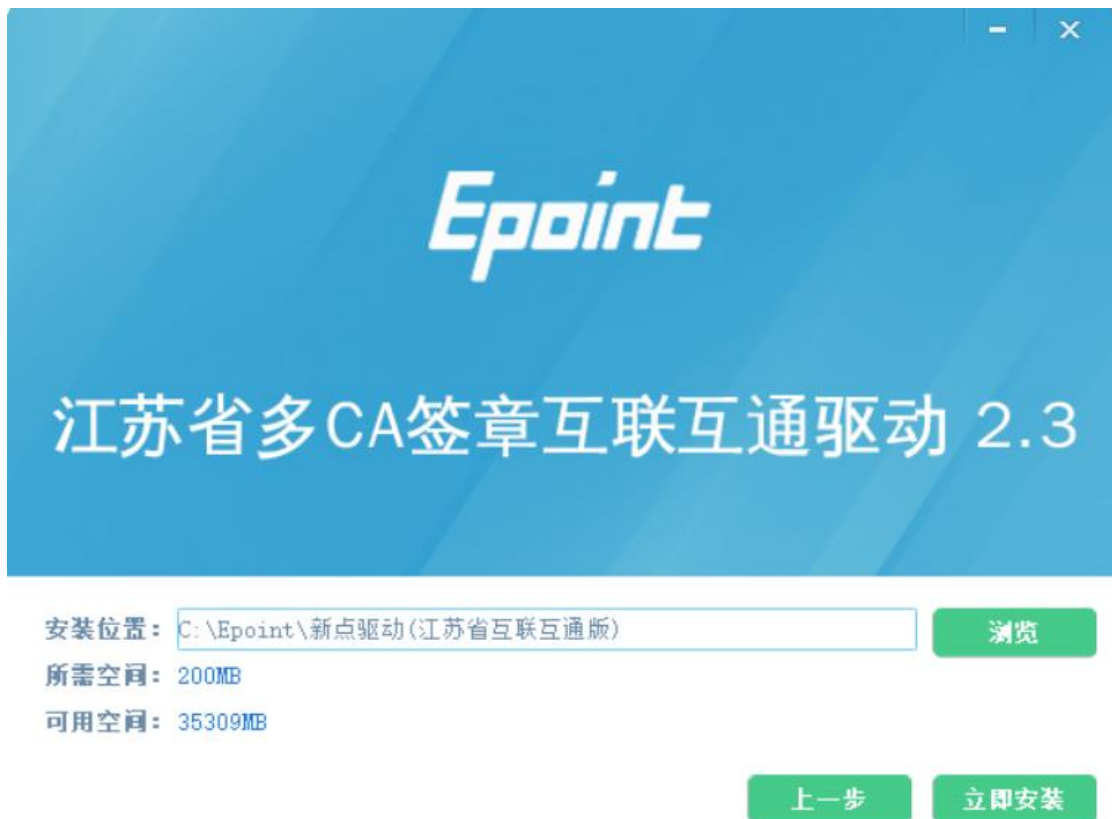 Epoint
江苏省多CA签章互联互通驱动 2.3
安装位置： C:\Epoint\新点驱动(江苏省互联互通版) 浏览
所需空间： 200MB
可用空间： 35309MB
上一步 立即安装